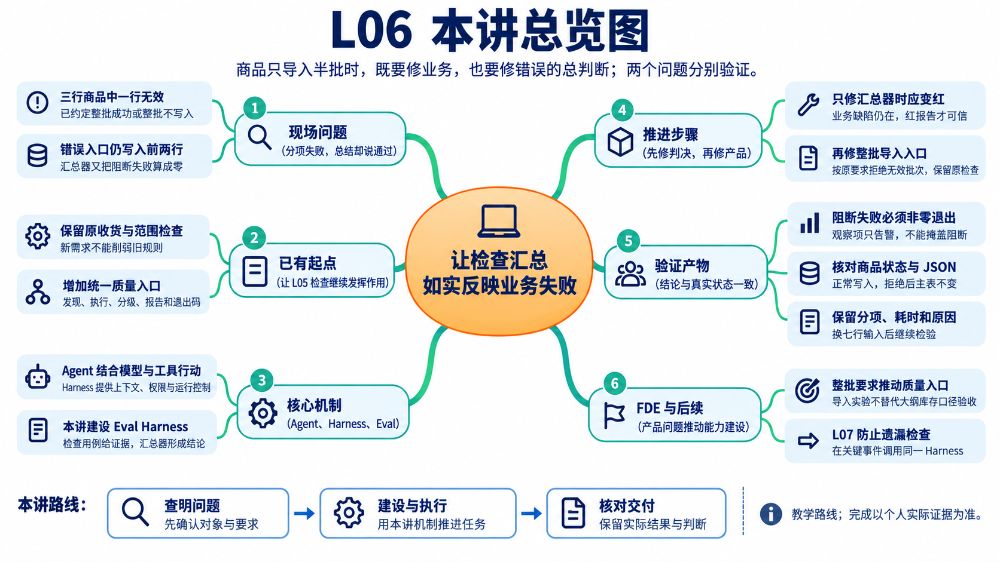 L06 本讲总览图
商品只导入半批时，既要修业务，也要修错误的总判断；两个问题分别验证。
三行商品中一行无效
已约定整批成功或整批不写入
错误入口仍写入前两行
汇总器又把阻断失败算成零
1
现场问题
（分项失败，总结却说通过）
保留原收货与范围检查
新需求不能削弱旧规则
增加统一质量入口
发现、执行、分级、报告和退出码
2
已有起点
（让 L05 检查继续发挥作用）
Agent 结合模型与工具行动
Harness 提供上下文、权限与运行控制
本讲建设 Eval Harness
检查用例给证据，汇总器形成结论
3
核心机制
（Agent、Harness、Eval）
让检查汇总
如实反映业务失败
4
推进步骤
（先修判决，再修产品）
只修汇总器时应变红
业务缺陷仍在，红报告才可信
再修整批导入入口
按原要求拒绝无效批次，保留原检查
5
验证产物
（结论与真实状态一致）
阻断失败必须非零退出
观察项只告警，不能掩盖阻断
核对商品状态与 JSON
正常写入，拒绝后主表不变
保留分项、耗时和原因
换七行输入后继续检验
6
FDE 与后续
（产品问题推动能力建设）
整批要求推动质量入口
导入实验不替代大纲库存口径验收
L07 防止遗漏检查
在关键事件调用同一 Harness
本讲路线：
查明问题
先确认对象与要求
建设与执行
用本讲机制推进任务
核对交付
保留实际结果与判断
教学路线；完成以个人实际证据为准。